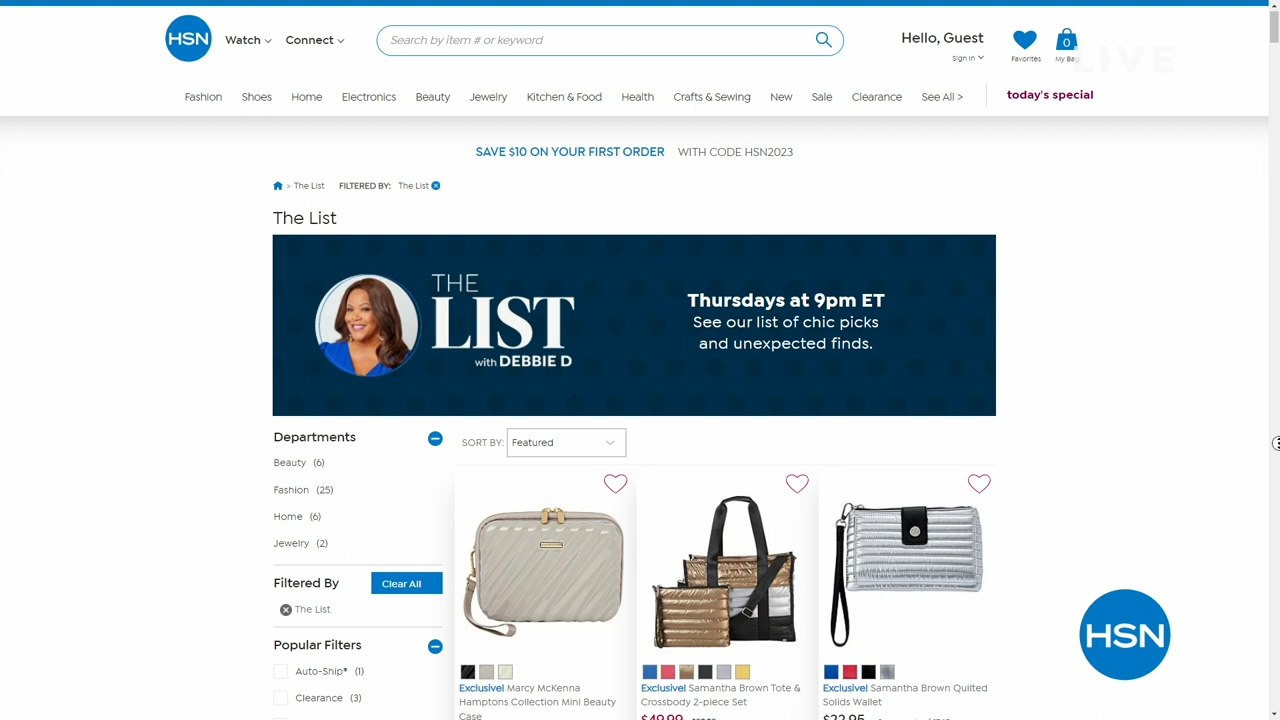 HSN
Watch
Connect
Search by item # or keyword
Hello, Guest
Sign In
Favorites
0
My Bag
LIVE
Fashion
Shoes
Home
Electronics
Beauty
Jewelry
Kitchen & Food
Health
Crafts & Sewing
New
Sale
Clearance
See All >
today's special
SAVE $10 ON YOUR FIRST ORDER WITH CODE HSN2023
> The List FILTERED BY: The List
The List
THE
LIST
with DEBBIE D
Thursdays at 9pm ET
See our list of chic picks
and unexpected finds.
Departments
Beauty (6)
Fashion (25)
Home (6)
Jewelry (2)
Filtered By
Clear All
The List
Popular Filters
Auto-Ship® (1)
Clearance (3)
SORT BY: Featured
Exclusive! Marcy McKenna
Hamptons Collection Mini Beauty
Case
Exclusive! Samantha Brown Tote &
Crossbody 2-piece Set
$49.99
Exclusive! Samantha Brown Quilted
Solids Wallet
$22.95
HSN